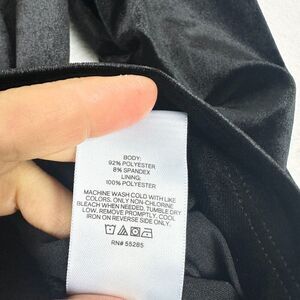 BODY:
92% POLYESTER
8% SPANDEX
LINING:
100% POLYESTER
MACHINE WASH COLD WITH LIKE
COLORS. ONLY NON-CHLORINE
BLEACH WHEN NEEDED. TUMBLE DRY
LOW. REMOVE PROMPTLY. COOL
IRON ON REVERSE SIDE ONLY.
RN# 55285